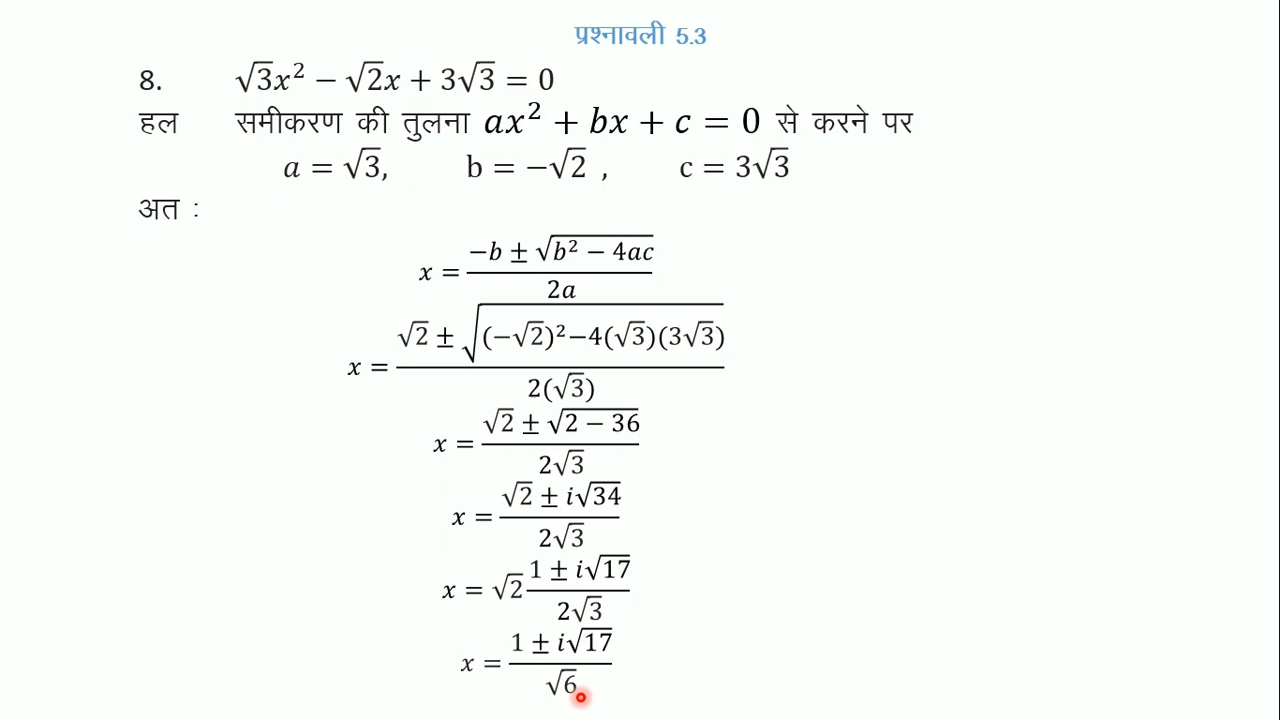 प्रश्नावली 5.3
8. √3x² − √2x + 3√3 = 0
हल समीकरण की तुलना ax² + bx + c = 0 से करने पर
a = √3, b = −√2 , c = 3√3
अत :
x = (−b ± √(b² − 4ac))/(2a)
x = (√2 ± √((−√2)²−4(√3)(3√3)))/(2(√3))
x = (√2 ± √(2 − 36))/(2√3)
x = (√2 ± i√34)/(2√3)
x = √2 (1 ± i√17)/(2√3)
x = (1 ± i√17)/√6